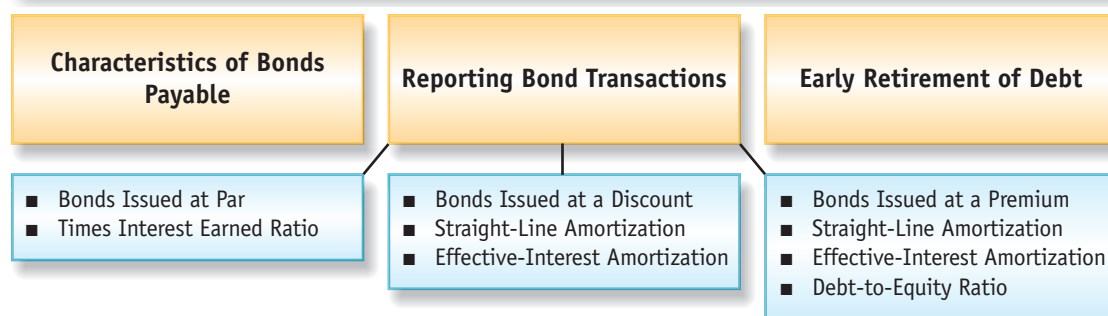 Characteristics of Bonds
Payable
Reporting Bond Transactions
Early Retirement of Debt
■ Bonds Issued at Par
■ Times Interest Earned Ratio
■ Bonds Issued at a Discount
■ Straight-Line Amortization
■ Effective-Interest Amortization
■ Bonds Issued at a Premium
■ Straight-Line Amortization
■ Effective-Interest Amortization
■ Debt-to-Equity Ratio